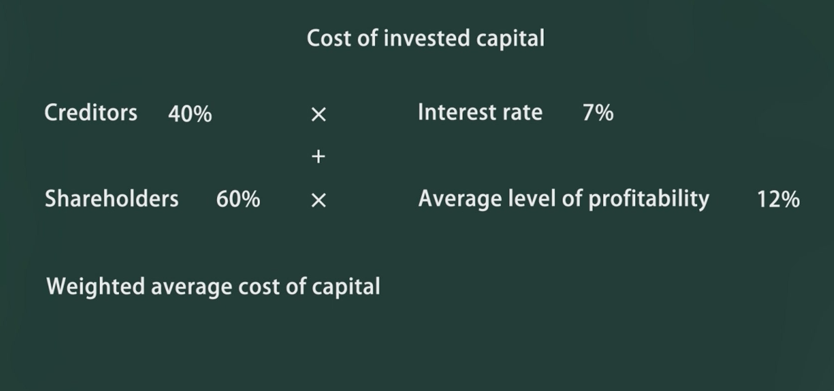 Cost of invested capital
Creditors 40% × Interest rate 7%
+
Shareholders 60% × Average level of profitability 12%
Weighted average cost of capital